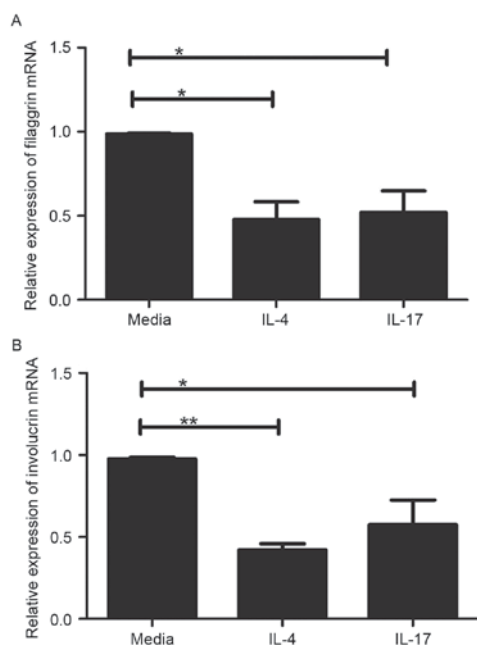 A
Relative expression of filaggrin mRNA
1.5
1.0
0.5
0.0
*
*
Media IL-4 IL-17
B
Relative expression of involucrin mRNA
1.5
1.0
0.5
0.0
*
**
Media IL-4 IL-17